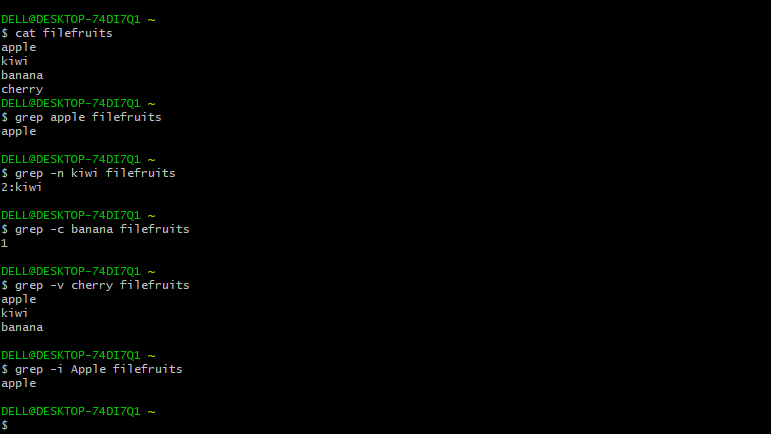 DELL@DESKTOP-74DI7Q1 ~
$ cat filefruits
apple
kiwi
banana
cherry
DELL@DESKTOP-74DI7Q1 ~
$ grep apple filefruits
apple
DELL@DESKTOP-74DI7Q1 ~
$ grep -n kiwi filefruits
2:kiwi
DELL@DESKTOP-74DI7Q1 ~
$ grep -c banana filefruits
1
DELL@DESKTOP-74DI7Q1 ~
$ grep -v cherry filefruits
apple
kiwi
banana
DELL@DESKTOP-74DI7Q1 ~
$ grep -i Apple filefruits
apple
DELL@DESKTOP-74DI7Q1 ~
$